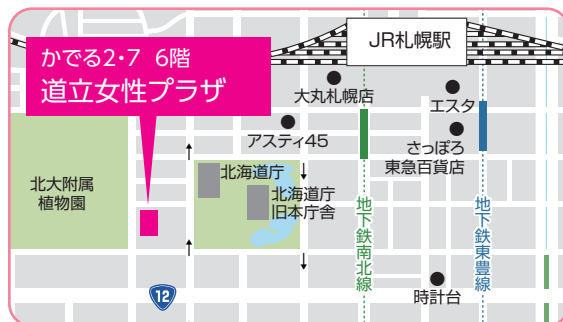 JR札幌駅
かでる2・7 6階
道立女性プラザ
大丸札幌店
エスタ
アスティ45
さっぽろ
東急百貨店
北大附属
植物園
北海道庁
北海道庁
旧本庁舎
地下鉄南北線
地下鉄東豊線
12
時計台